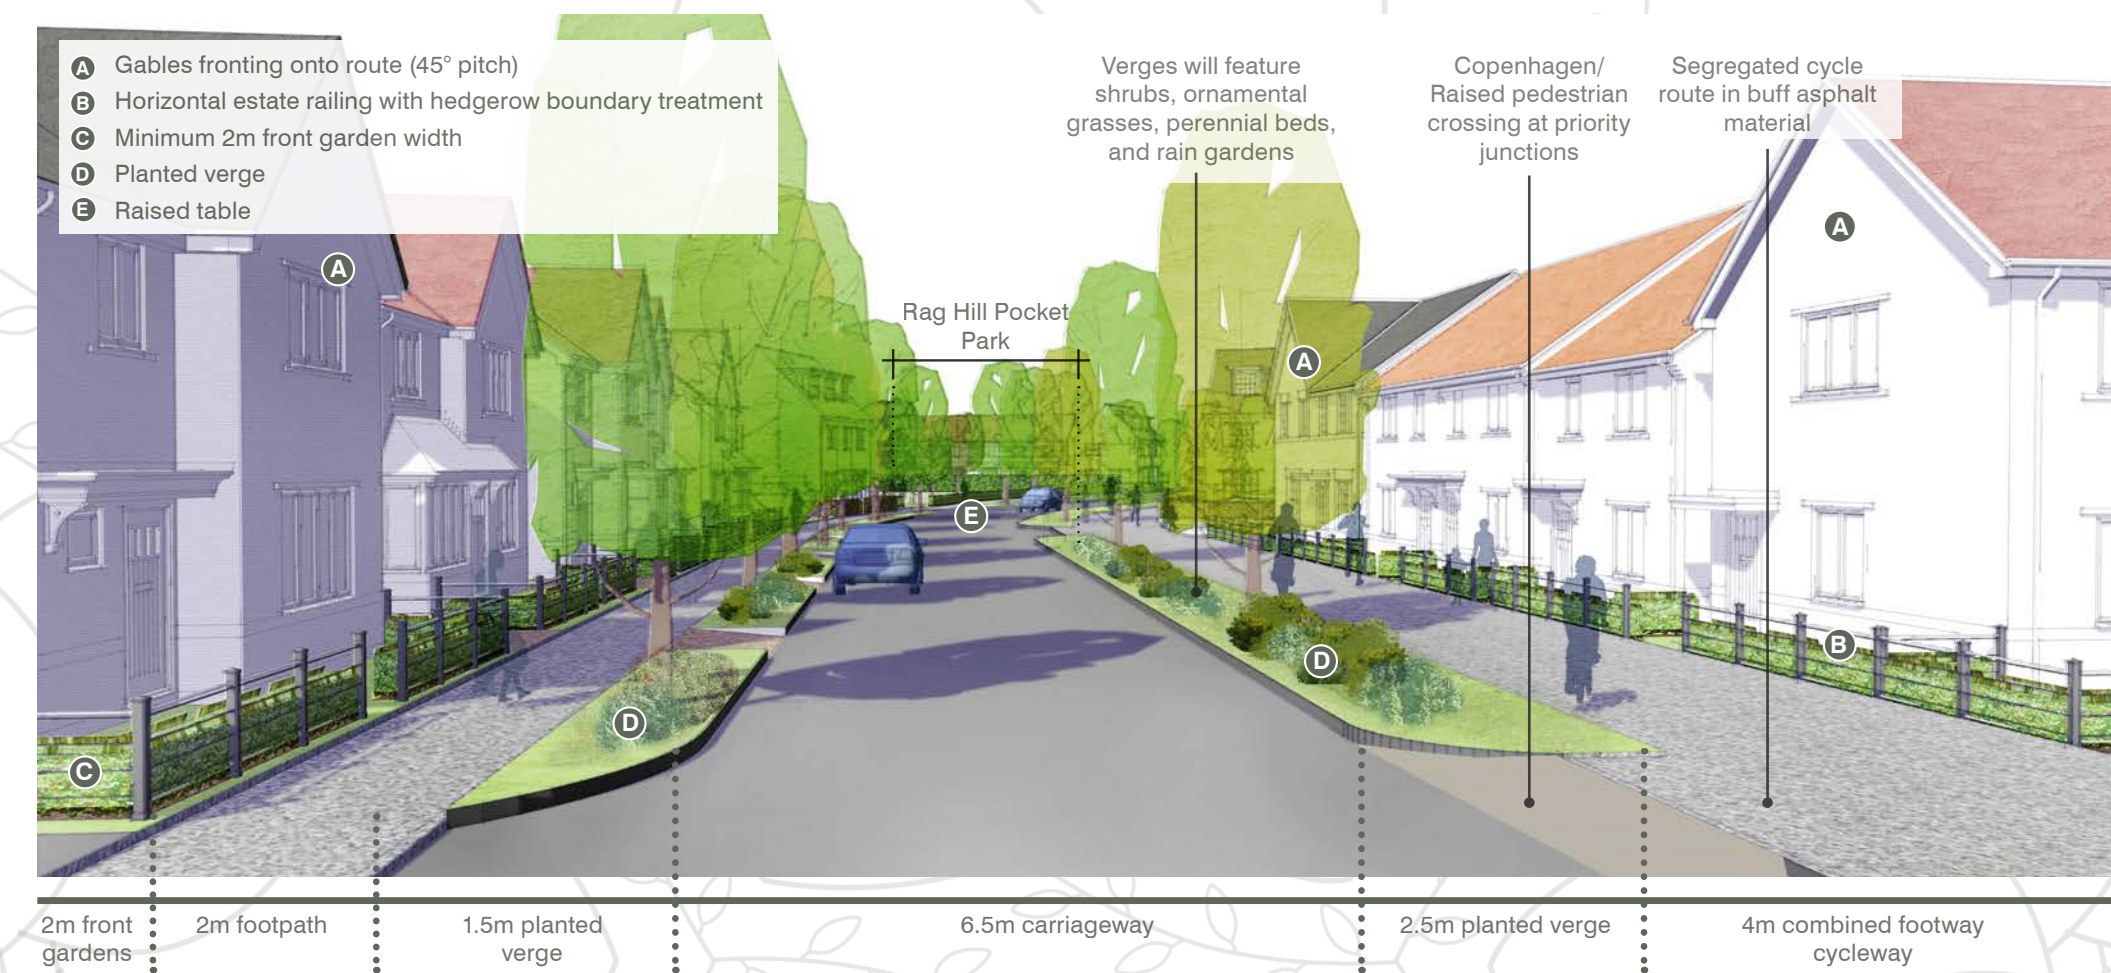 A Gables fronting onto route (45° pitch)
B Horizontal estate railing with hedgerow boundary treatment
C Minimum 2m front garden width
D Planted verge
E Raised table
Verges will feature
shrubs, ornamental
grasses, perennial beds,
and rain gardens
Copenhagen/
Raised pedestrian
crossing at priority
junctions
Segregated cycle
route in buff asphalt
material
A
A
Rag Hill Pocket
Park
A
E
B
D
D
C
2m front
gardens
2m footpath
1.5m planted
verge
6.5m carriageway
2.5m planted verge
4m combined footway
cycleway